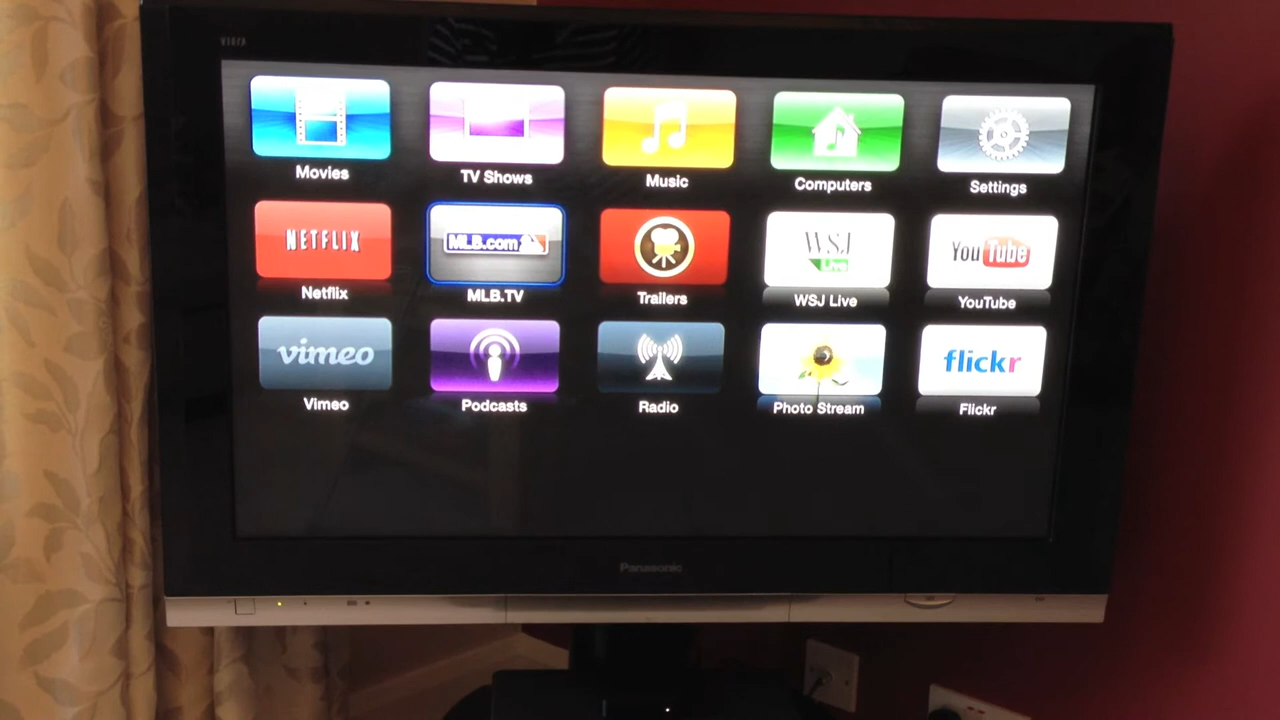 VIERA
Movies
TV Shows
Music
Computers
Settings
NETFLIX
MLB.com
WSJ
Live
YouTube
Netflix
MLB.TV
Trailers
WSJ Live
YouTube
vimeo
flickr
Vimeo
Podcasts
Radio
Photo Stream
Flickr
Panasonic